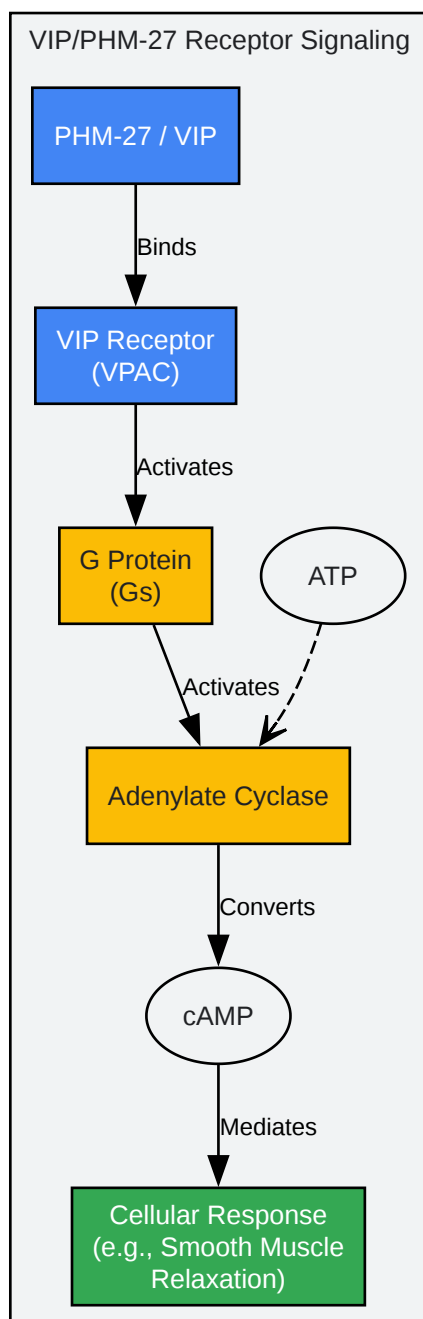 VIP/PHM-27 Receptor Signaling
PHM-27 / VIP
Binds
VIP Receptor
(VPAC)
Activates
G Protein
(Gs)
ATP
Activates
Adenylate Cyclase
Converts
cAMP
Mediates
Cellular Response
(e.g., Smooth Muscle
Relaxation)